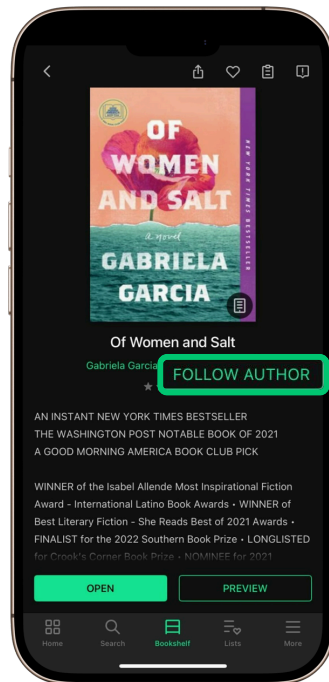 OF
WOMEN
AND SALT
a novel
GABRIELA
GARCIA
NEW YORK TIMES BESTSELLER
Of Women and Salt
Gabriela Garcia
FOLLOW AUTHOR
AN INSTANT NEW YORK TIMES BESTSELLER
THE WASHINGTON POST NOTABLE BOOK OF 2021
A GOOD MORNING AMERICA BOOK CLUB PICK
WINNER of the Isabel Allende Most Inspirational Fiction
Award - International Latino Book Awards • WINNER of
Best Literary Fiction - She Reads Best of 2021 Awards •
FINALIST for the 2022 Southern Book Prize • LONGLISTED
for Crook's Corner Book Prize • NOMINEE for 2021
OPEN
PREVIEW
Home
Search
Bookshelf
Lists
More